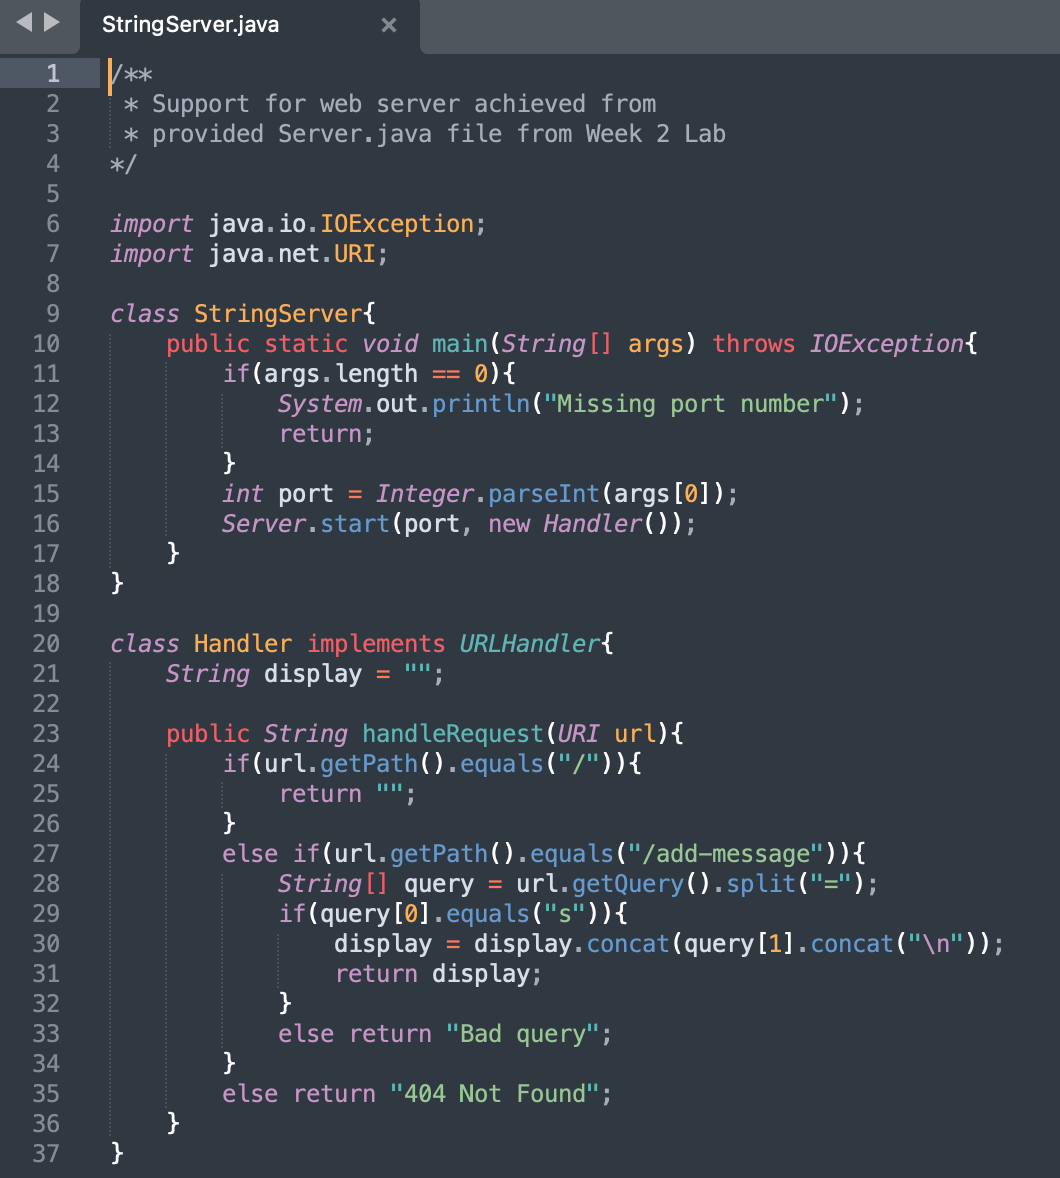 StringServer.java
1 /**
2  * Support for web server achieved from
3  * provided Server.java file from Week 2 Lab
4 */
5
6 import java.io.IOException;
7 import java.net.URI;
8
9 class StringServer{
10     public static void main(String[] args) throws IOException{
11         if(args.length == 0){
12             System.out.println("Missing port number");
13             return;
14         }
15         int port = Integer.parseInt(args[0]);
16         Server.start(port, new Handler());
17     }
18 }
19
20 class Handler implements URLHandler{
21     String display = "";
22
23     public String handleRequest(URI url){
24         if(url.getPath().equals("/")){
25             return "";
26         }
27         else if(url.getPath().equals("/add-message")){
28             String[] query = url.getQuery().split("=");
29             if(query[0].equals("s")){
30                 display = display.concat(query[1].concat("\n"));
31                 return display;
32             }
33             else return "Bad query";
34         }
35         else return "404 Not Found";
36     }
37 }